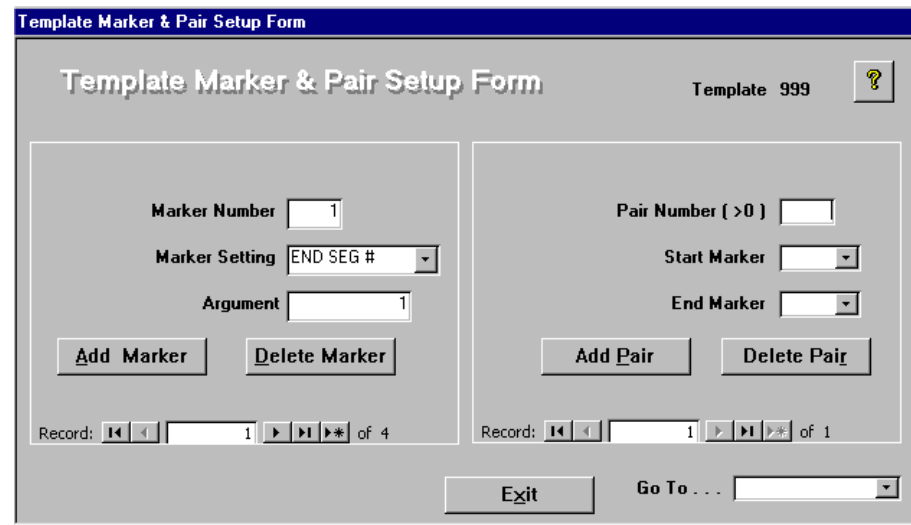 Template Marker & Pair Setup Form
Template Marker & Pair Setup Form
Template 999
?
Marker Number 1
Marker Setting END SEG #
Argument 1
Add Marker Delete Marker
Record: 1 of 4
Pair Number ( >0 )
Start Marker
End Marker
Add Pair Delete Pair
Record: 1 of 1
Exit
Go To . . .